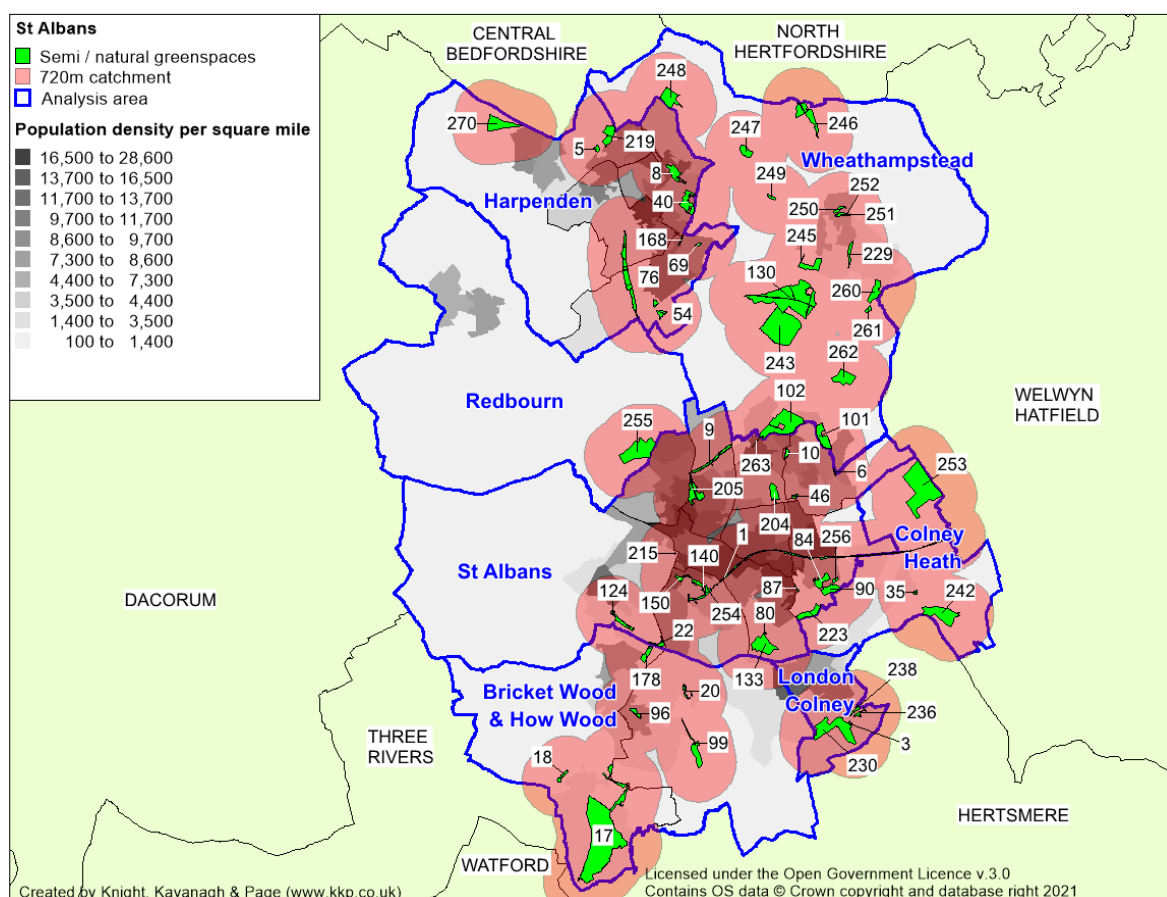 St Albans
Semi / natural greenspaces
720m catchment
Analysis area
Population density per square mile
16,500 to 28,600
13,700 to 16,500
11,700 to 13,700
9,700 to 11,700
8,600 to 9,700
7,300 to 8,600
4,400 to 7,300
3,500 to 4,400
1,400 to 3,500
100 to 1,400
CENTRAL
BEDFORDSHIRE
NORTH
HERTFORDSHIRE
248
270
246
5
219
247
Wheathampstead
8
249
252
Harpenden
40
250
251
168
245
229
69
76
130
260
54
261
243
262
WELWYN
HATFIELD
102
Redbourn
255
9
101
263
10
6
253
205
46
204
1
84
256
Colney
Heath
215
140
St Albans
DACORUM
124
87
90
35
242
150
254
80
223
22
178
133
London
Colney
238
Bricket Wood
& How Wood
20
236
96
99
3
THREE
RIVERS
230
18
HERTSMERE
17
WATFORD
Licensed under the Open Government Licence v.3.0
Created by Knight, Kavanagh & Page (www.kkp.co.uk)
Contains OS data © Crown copyright and database right 2021